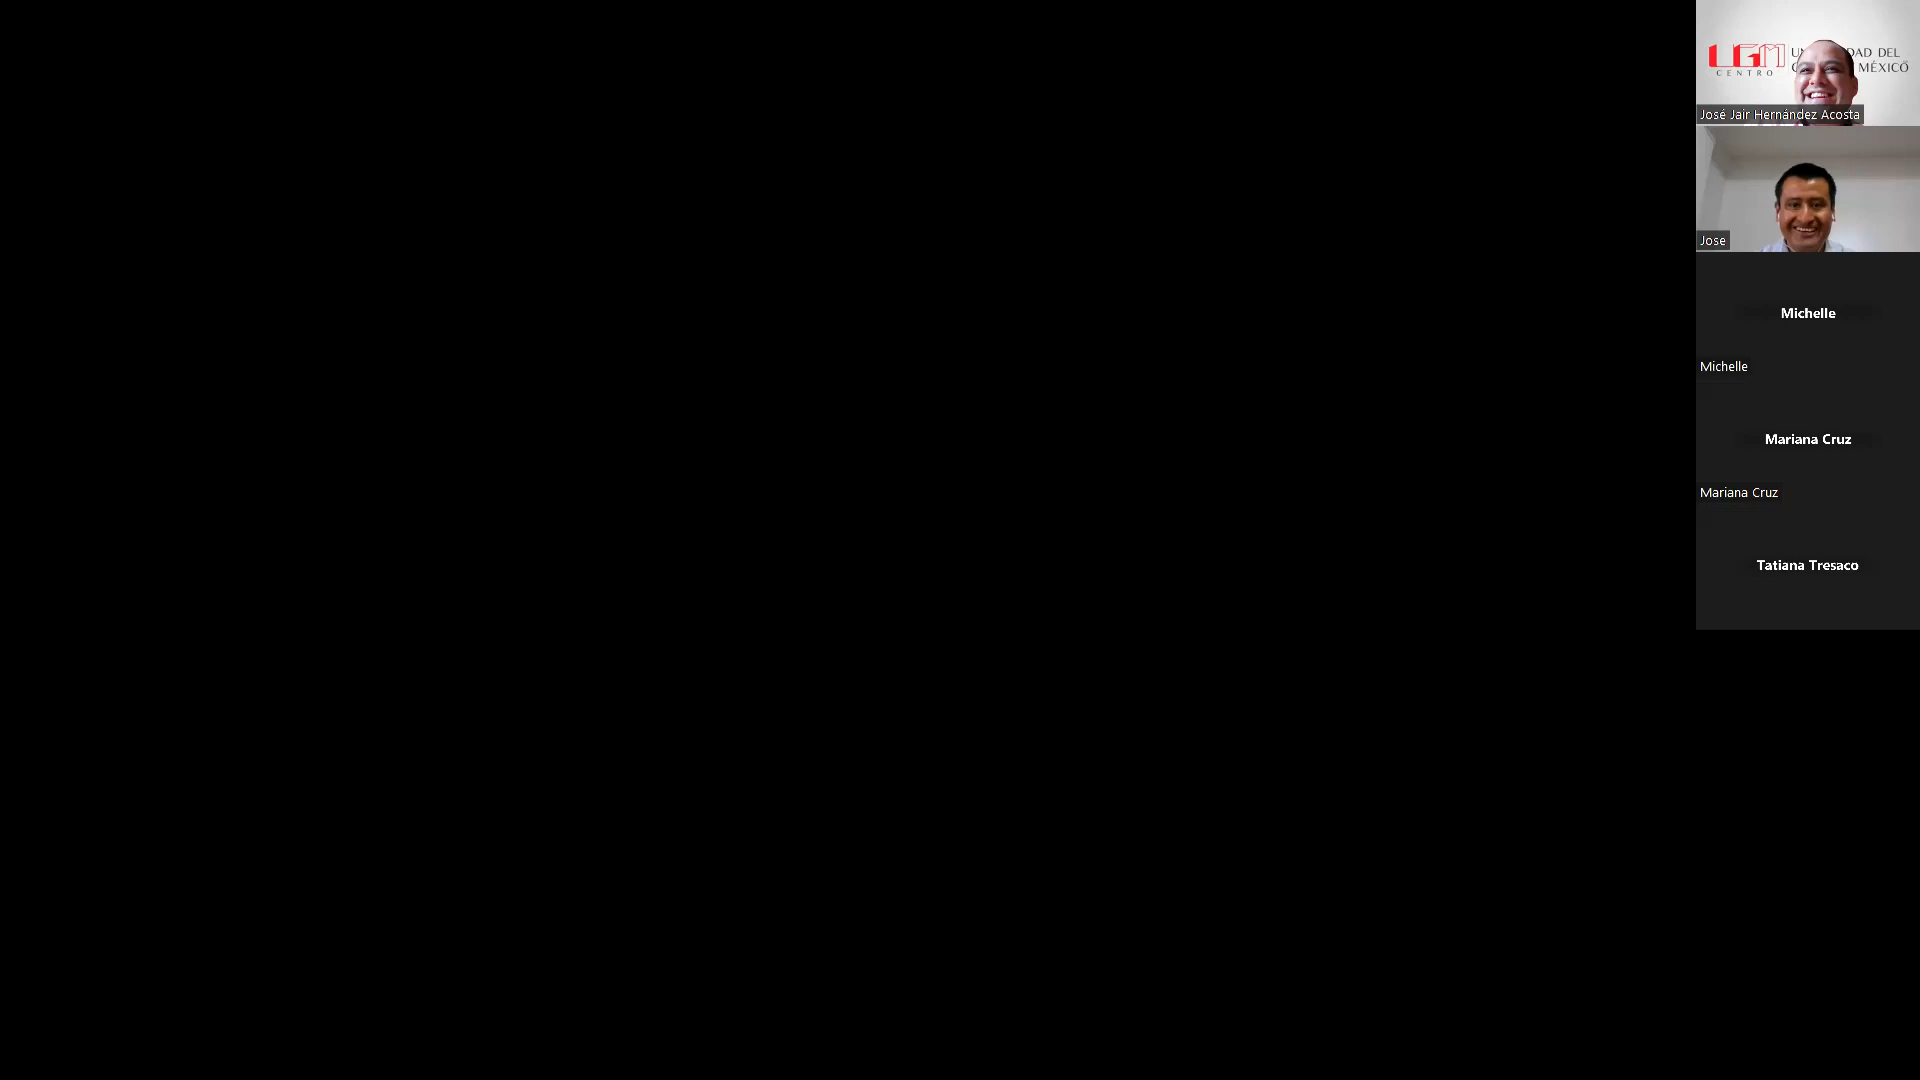 UGM
CENTRO
DAD DEL
MÉXICO
José Jair Hernández Acosta
Jose
Michelle
Michelle
Mariana Cruz
Mariana Cruz
Tatiana Tresaco